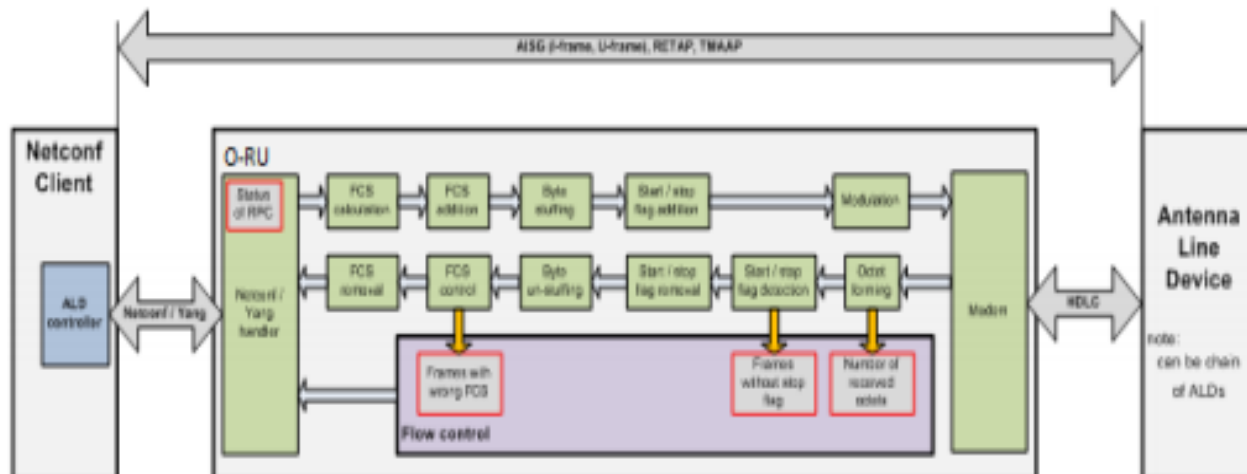 AISG (I-frame, U-frame), RETAP, TMAAP
Netconf
Client
ALD
controller
Netconf / Yang
O-RU
Status
of RPC
Netconf /
Yang
handler
FCS
calculation
FCS
addition
Byte
stuffing
Start / stop
flag addition
Modulation
FCS
removal
FCS
control
Byte
un-stuffing
Start / stop
flag removal
Start / stop
flag detection
Octet
forming
Frames with
wrong FCS
Frames
without stop
flag
Number of
received
octets
Flow control
Modem
HDLC
Antenna
Line
Device
note:
can be chain
of ALDs